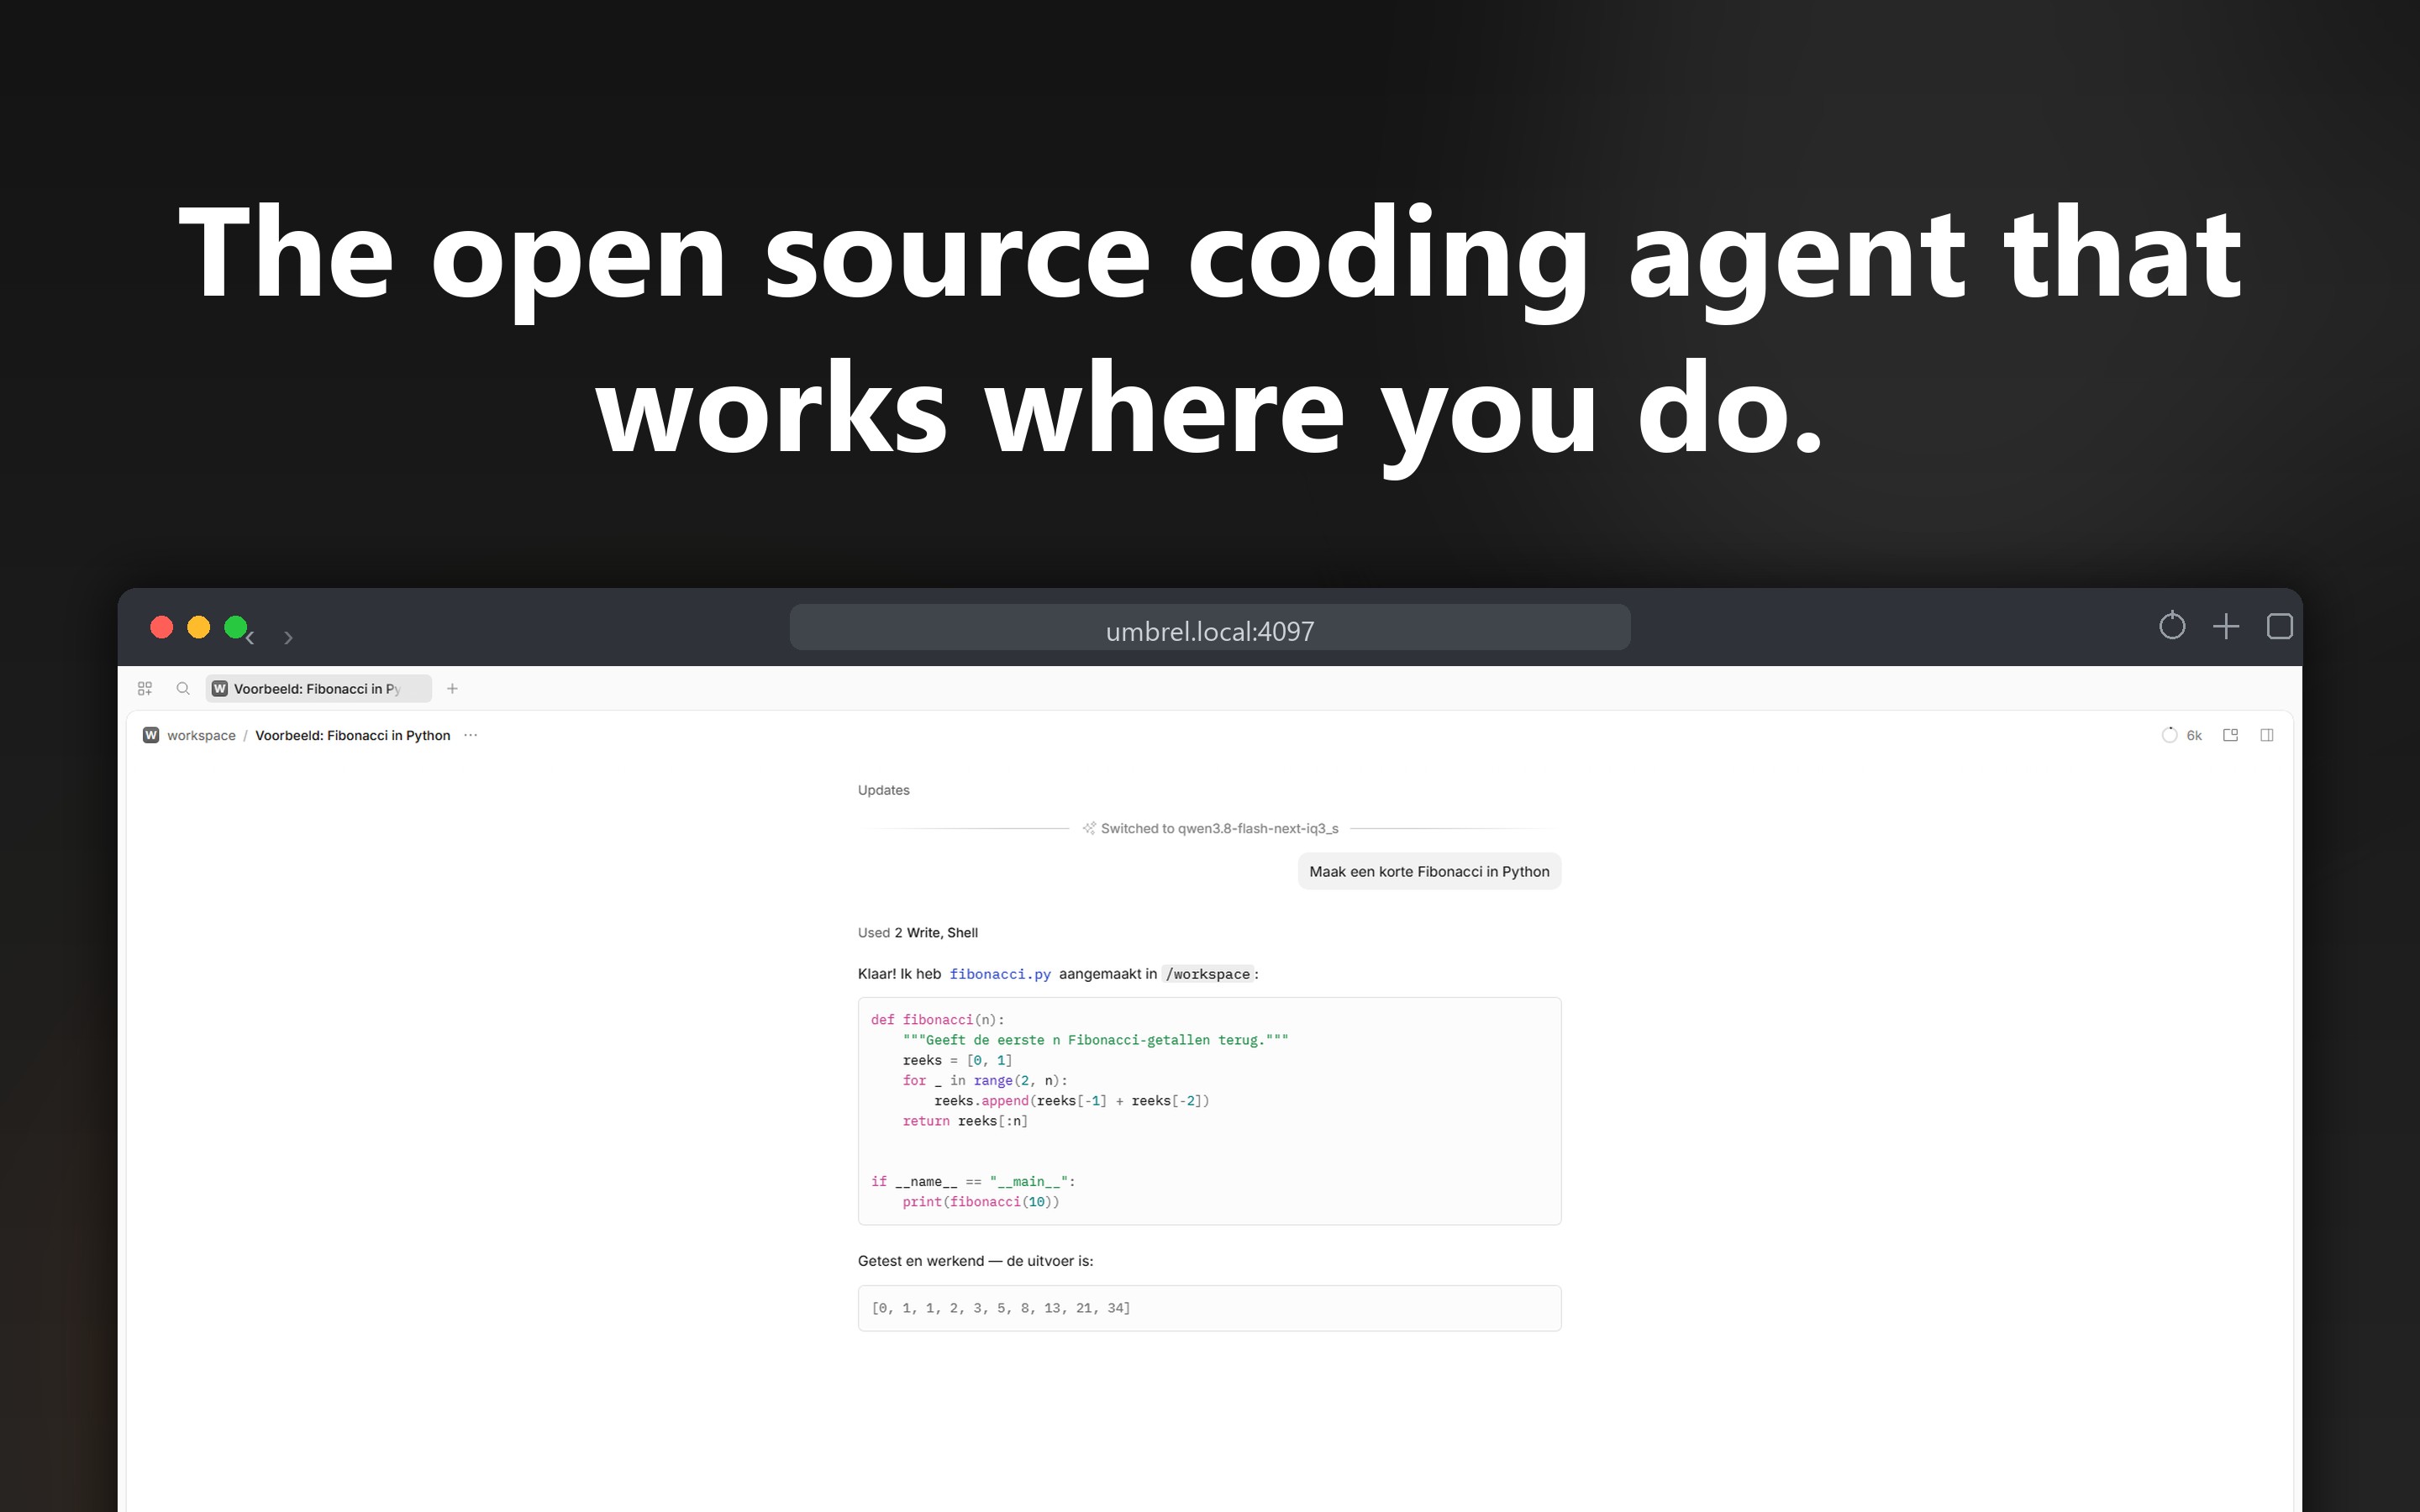 The open source coding agent that
works where you do.
umbrel.local:4097
W Voorbeeld: Fibonacci in Py
W workspace / Voorbeeld: Fibonacci in Python ...
6k
Updates
Switched to qwen3.8-flash-next-iq3_s
Maak een korte Fibonacci in Python
Used 2 Write, Shell
Klaar! Ik heb fibonacci.py aangemaakt in /workspace:
def fibonacci(n):
    """Geeft de eerste n Fibonacci-getallen terug."""
    reeks = [0, 1]
    for _ in range(2, n):
        reeks.append(reeks[-1] + reeks[-2])
    return reeks[:n]
if __name__ == "__main__":
    print(fibonacci(10))
Getest en werkend — de uitvoer is:
[0, 1, 1, 2, 3, 5, 8, 13, 21, 34]